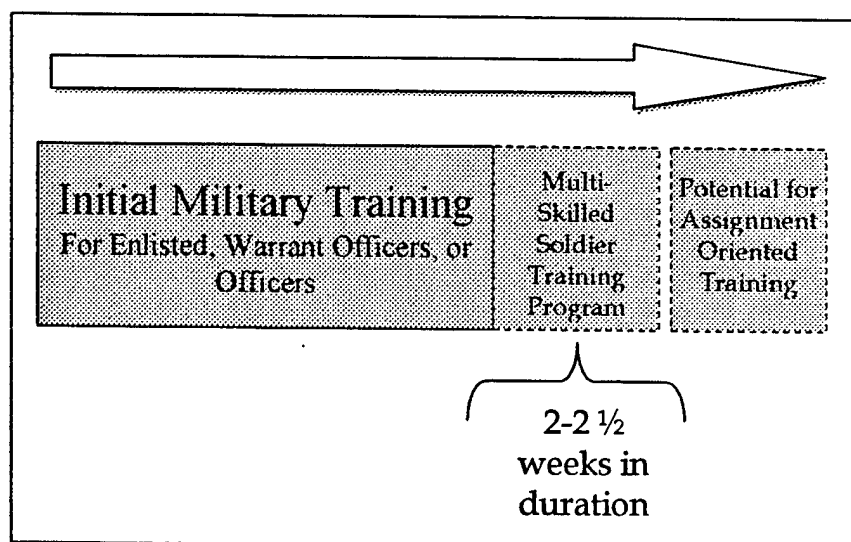 Initial Military Training
For Enlisted, Warrant Officers, or
Officers
Multi-
Skilled
Soldier
Training
Program
Potential for
Assignment
Oriented
Training
2-2 ½
weeks in
duration